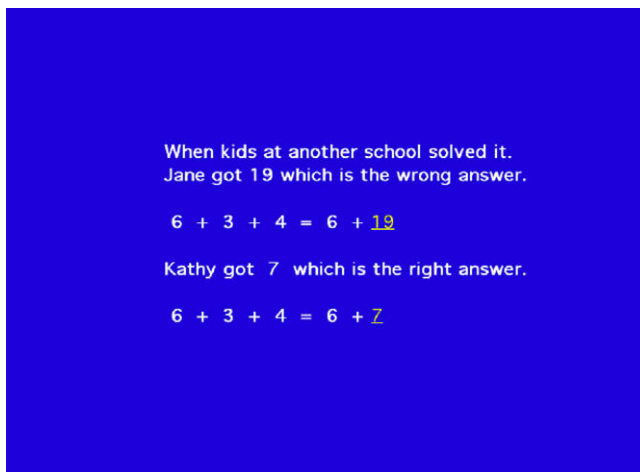 When kids at another school solved it.
Jane got 19 which is the wrong answer.
6 + 3 + 4 = 6 + 19
Kathy got 7 which is the right answer.
6 + 3 + 4 = 6 + 7